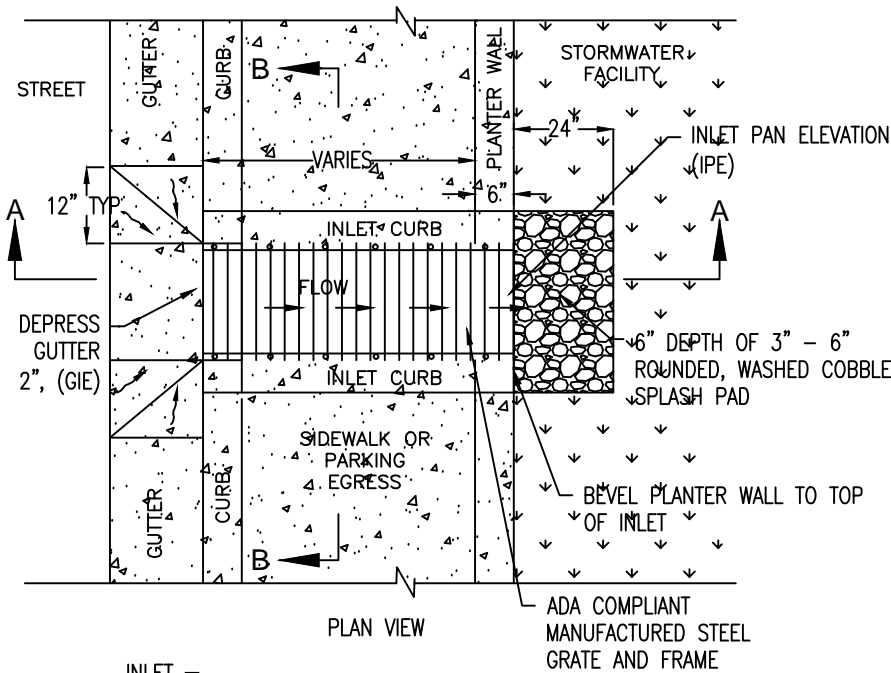 STREET
GUTTER
CURB
B
PLANTER WALL
STORMWATER
FACILITY
24"
INLET PAN ELEVATION
(IPE)
VARIES
6"
A
12" TYP
A
INLET CURB
FLOW
DEPRESS
GUTTER
2", (GIE)
6" DEPTH OF 3" – 6"
ROUNDED, WASHED COBBLE
SPLASH PAD
INLET CURB
SIDEWALK OR
PARKING
EGRESS
GUTTER
CURB
B
BEVEL PLANTER WALL TO TOP
OF INLET
ADA COMPLIANT
MANUFACTURED STEEL
GRATE AND FRAME
PLAN VIEW
INLET –